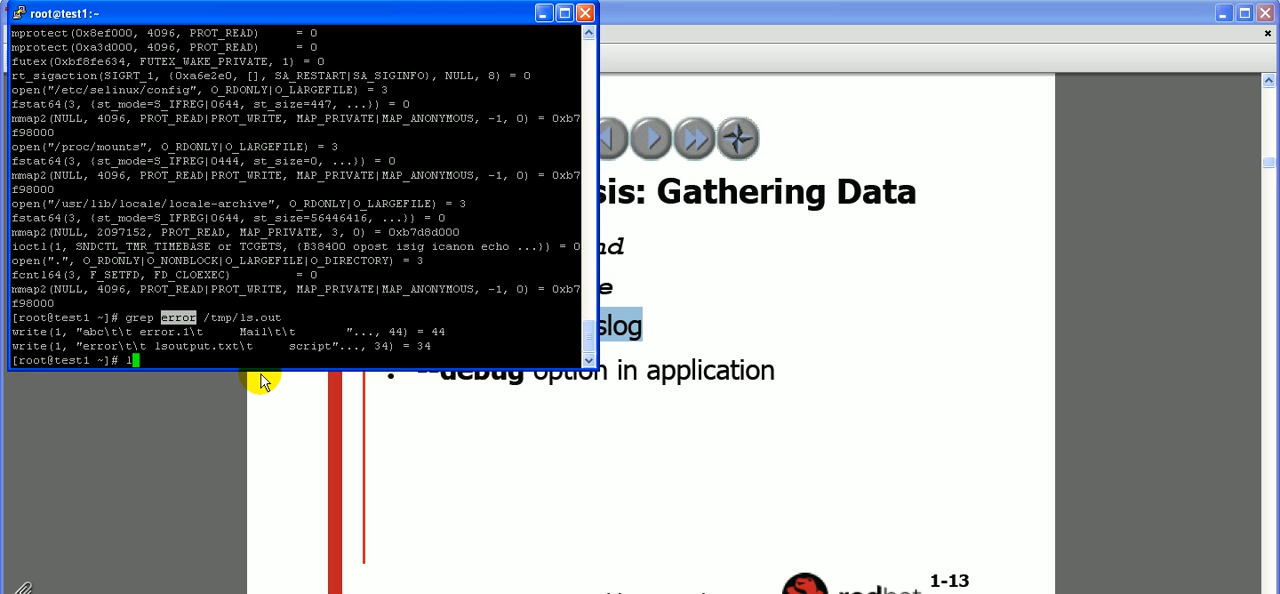 root@test1:~
mprotect(0x8ef000, 4096, PROT_READ) = 0
mprotect(0xa3d000, 4096, PROT_READ) = 0
futex(0xbf8fe634, FUTEX_WAKE_PRIVATE, 1) = 0
rt_sigaction(SIGRT_1, {0xa6e2e0, [], SA_RESTART|SA_SIGINFO}, NULL, 8) = 0
open("/etc/selinux/config", O_RDONLY|O_LARGEFILE) = 3
fstat64(3, {st_mode=S_IFREG|0644, st_size=447, ...}) = 0
mmap2(NULL, 4096, PROT_READ|PROT_WRITE, MAP_PRIVATE|MAP_ANONYMOUS, -1, 0) = 0xb7
f98000
open("/proc/mounts", O_RDONLY|O_LARGEFILE) = 3
fstat64(3, {st_mode=S_IFREG|0444, st_size=0, ...}) = 0
mmap2(NULL, 4096, PROT_READ|PROT_WRITE, MAP_PRIVATE|MAP_ANONYMOUS, -1, 0) = 0xb7
f98000
open("/usr/lib/locale/locale-archive", O_RDONLY|O_LARGEFILE) = 3
fstat64(3, {st_mode=S_IFREG|0644, st_size=56446416, ...}) = 0
mmap2(NULL, 2097152, PROT_READ, MAP_PRIVATE, 3, 0) = 0xb7d8d000
ioctl(1, SNDCTL_TMR_TIMEBASE or TCGETS, {B38400 opost isig icanon echo ...}) = 0
open(".", O_RDONLY|O_NONBLOCK|O_LARGEFILE|O_DIRECTORY) = 3
fcntl64(3, F_SETFD, FD_CLOEXEC) = 0
mmap2(NULL, 4096, PROT_READ|PROT_WRITE, MAP_PRIVATE|MAP_ANONYMOUS, -1, 0) = 0xb7
f98000
[root@test1 ~]# grep error /tmp/ls.out
write(1, "abc\t\t error.1\t Mail\t\t "..., 44) = 44
write(1, "error\t\t lsoutput.txt\t script"..., 34) = 34
[root@test1 ~]# l
sis: Gathering Data
nd
e
slog
--debug option in application
1-13